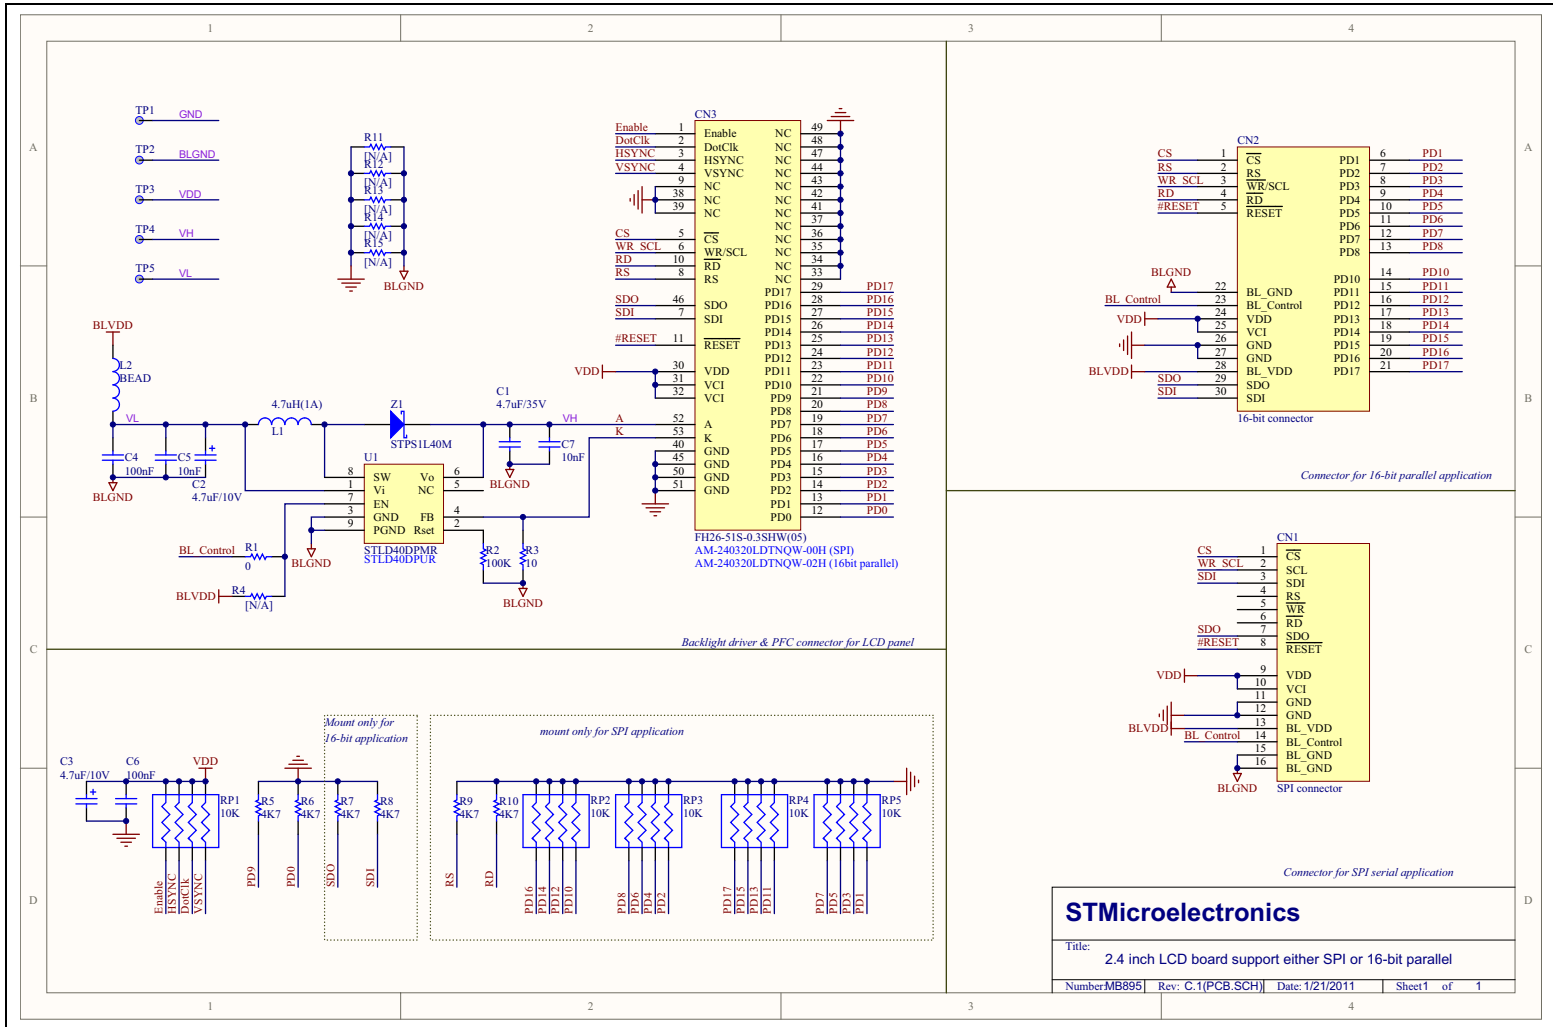 1 2 3 4
A
B
C
D
TP1 GND
TP2 BLGND
TP3 VDD
TP4 VH
TP5 VL
R11
[N/A]
R12
[N/A]
R13
[N/A]
R14
[N/A]
R15
[N/A]
BLGND
BLVDD
L2
BEAD
VL
4.7uH(1A)
L1
Z1
STPS1L40M
C1
4.7uF/35V
VH
C7
10nF
BLGND
C4
100nF
C5
10nF
C2
4.7uF/10V
BLGND
U1
8 SW Vo 6
1 Vi NC 5
7 EN
3 GND FB 4
9 PGND Rset 2
STLD40DPMR
STLD40DPUR
BL_Control R1
0
BLGND
BLVDD R4
[N/A]
R2
100K
R3
10
BLGND
CN3
Enable 1 Enable NC 49
DotClk 2 DotClk NC 48
HSYNC 3 HSYNC NC 47
VSYNC 4 VSYNC NC 44
9 NC NC 43
38 NC NC 42
39 NC NC 41
NC 37
CS 5 CS NC 36
WR_SCL 6 WR/SCL NC 35
RD 10 RD NC 34
RS 8 RS NC 33
PD17 29 PD17
SDO 46 SDO PD16 28 PD16
SDI 7 SDI PD15 27 PD15
PD14 26 PD14
#RESET 11 RESET PD13 25 PD13
PD12 24 PD12
VDD 30 VDD PD11 23 PD11
31 VCI PD10 22 PD10
32 VCI PD9 21 PD9
PD8 20 PD8
A 52 A PD7 19 PD7
K 53 K PD6 18 PD6
40 GND PD5 17 PD5
45 GND PD4 16 PD4
50 GND PD3 15 PD3
51 GND PD2 14 PD2
PD1 13 PD1
PD0 12 PD0
FH26-51S-0.3SHW(05)
AM-240320LDTNQW-00H (SPI)
AM-240320LDTNQW-02H (16bit parallel)
Backlight driver & PFC connector for LCD panel
CN2
CS 1 CS PD1 6 PD1
RS 2 RS PD2 7 PD2
WR_SCL 3 WR/SCL PD3 8 PD3
RD 4 RD PD4 9 PD4
#RESET 5 RESET PD5 10 PD5
PD6 11 PD6
PD7 12 PD7
PD8 13 PD8
PD10 14 PD10
BLGND 22 BL_GND PD11 15 PD11
BL_Control 23 BL_Control PD12 16 PD12
VDD 24 VDD PD13 17 PD13
25 VCI PD14 18 PD14
26 GND PD15 19 PD15
27 GND PD16 20 PD16
BLVDD 28 BL_VDD PD17 21 PD17
SDO 29 SDO
SDI 30 SDI
16-bit connector
Connector for 16-bit parallel application
CN1
CS 1 CS
WR_SCL 2 SCL
SDI 3 SDI
4 RS
5 WR
6 RD
SDO 7 SDO
#RESET 8 RESET
VDD 9 VDD
10 VCI
11 GND
12 GND
BLVDD 13 BL_VDD
BL_Control 14 BL_Control
15 BL_GND
16 BL_GND
BLGND
SPI connector
Connector for SPI serial application
C3
4.7uF/10V
C6
100nF
VDD
RP1
10K
Enable
HSYNC
DotClk
VSYNC
R5
4K7
R6
4K7
PD9
PD0
Mount only for
16-bit application
R7
4K7
R8
4K7
SDO
SDI
mount only for SPI application
R9
4K7
R10
4K7
RS
RD
RP2
10K
PD16
PD14
PD12
PD10
RP3
10K
PD8
PD6
PD4
PD2
RP4
10K
PD17
PD15
PD13
PD11
RP5
10K
PD7
PD5
PD3
PD1
STMicroelectronics
Title:
2.4 inch LCD board support either SPI or 16-bit parallel
Number:MB895 Rev: C.1(PCB.SCH) Date: 1/21/2011 Sheet1 of 1
A
B
C
D
1 2 3 4